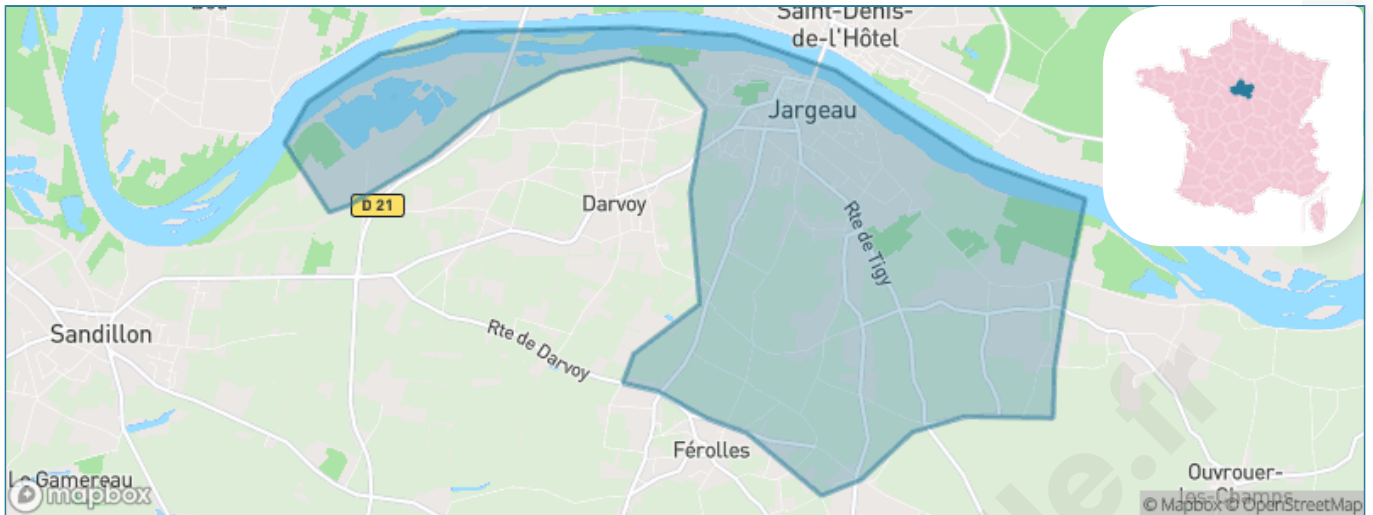 Saint-Denis-
de-l'Hôtel
Jargeau
D 21
Darvoy
Rte de Tigy
Sandillon
Rte de Darvoy
Férolles
Le Gamereau
Ouvrouer-
les-Champs
mapbox
© Mapbox © OpenStreetMap